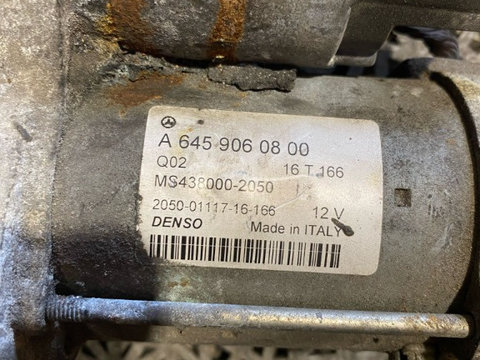 A 645 906 08 00
Q02 16 T 166
MS438000-2050
2050-01117-16-166 12 V
DENSO Made in ITALY